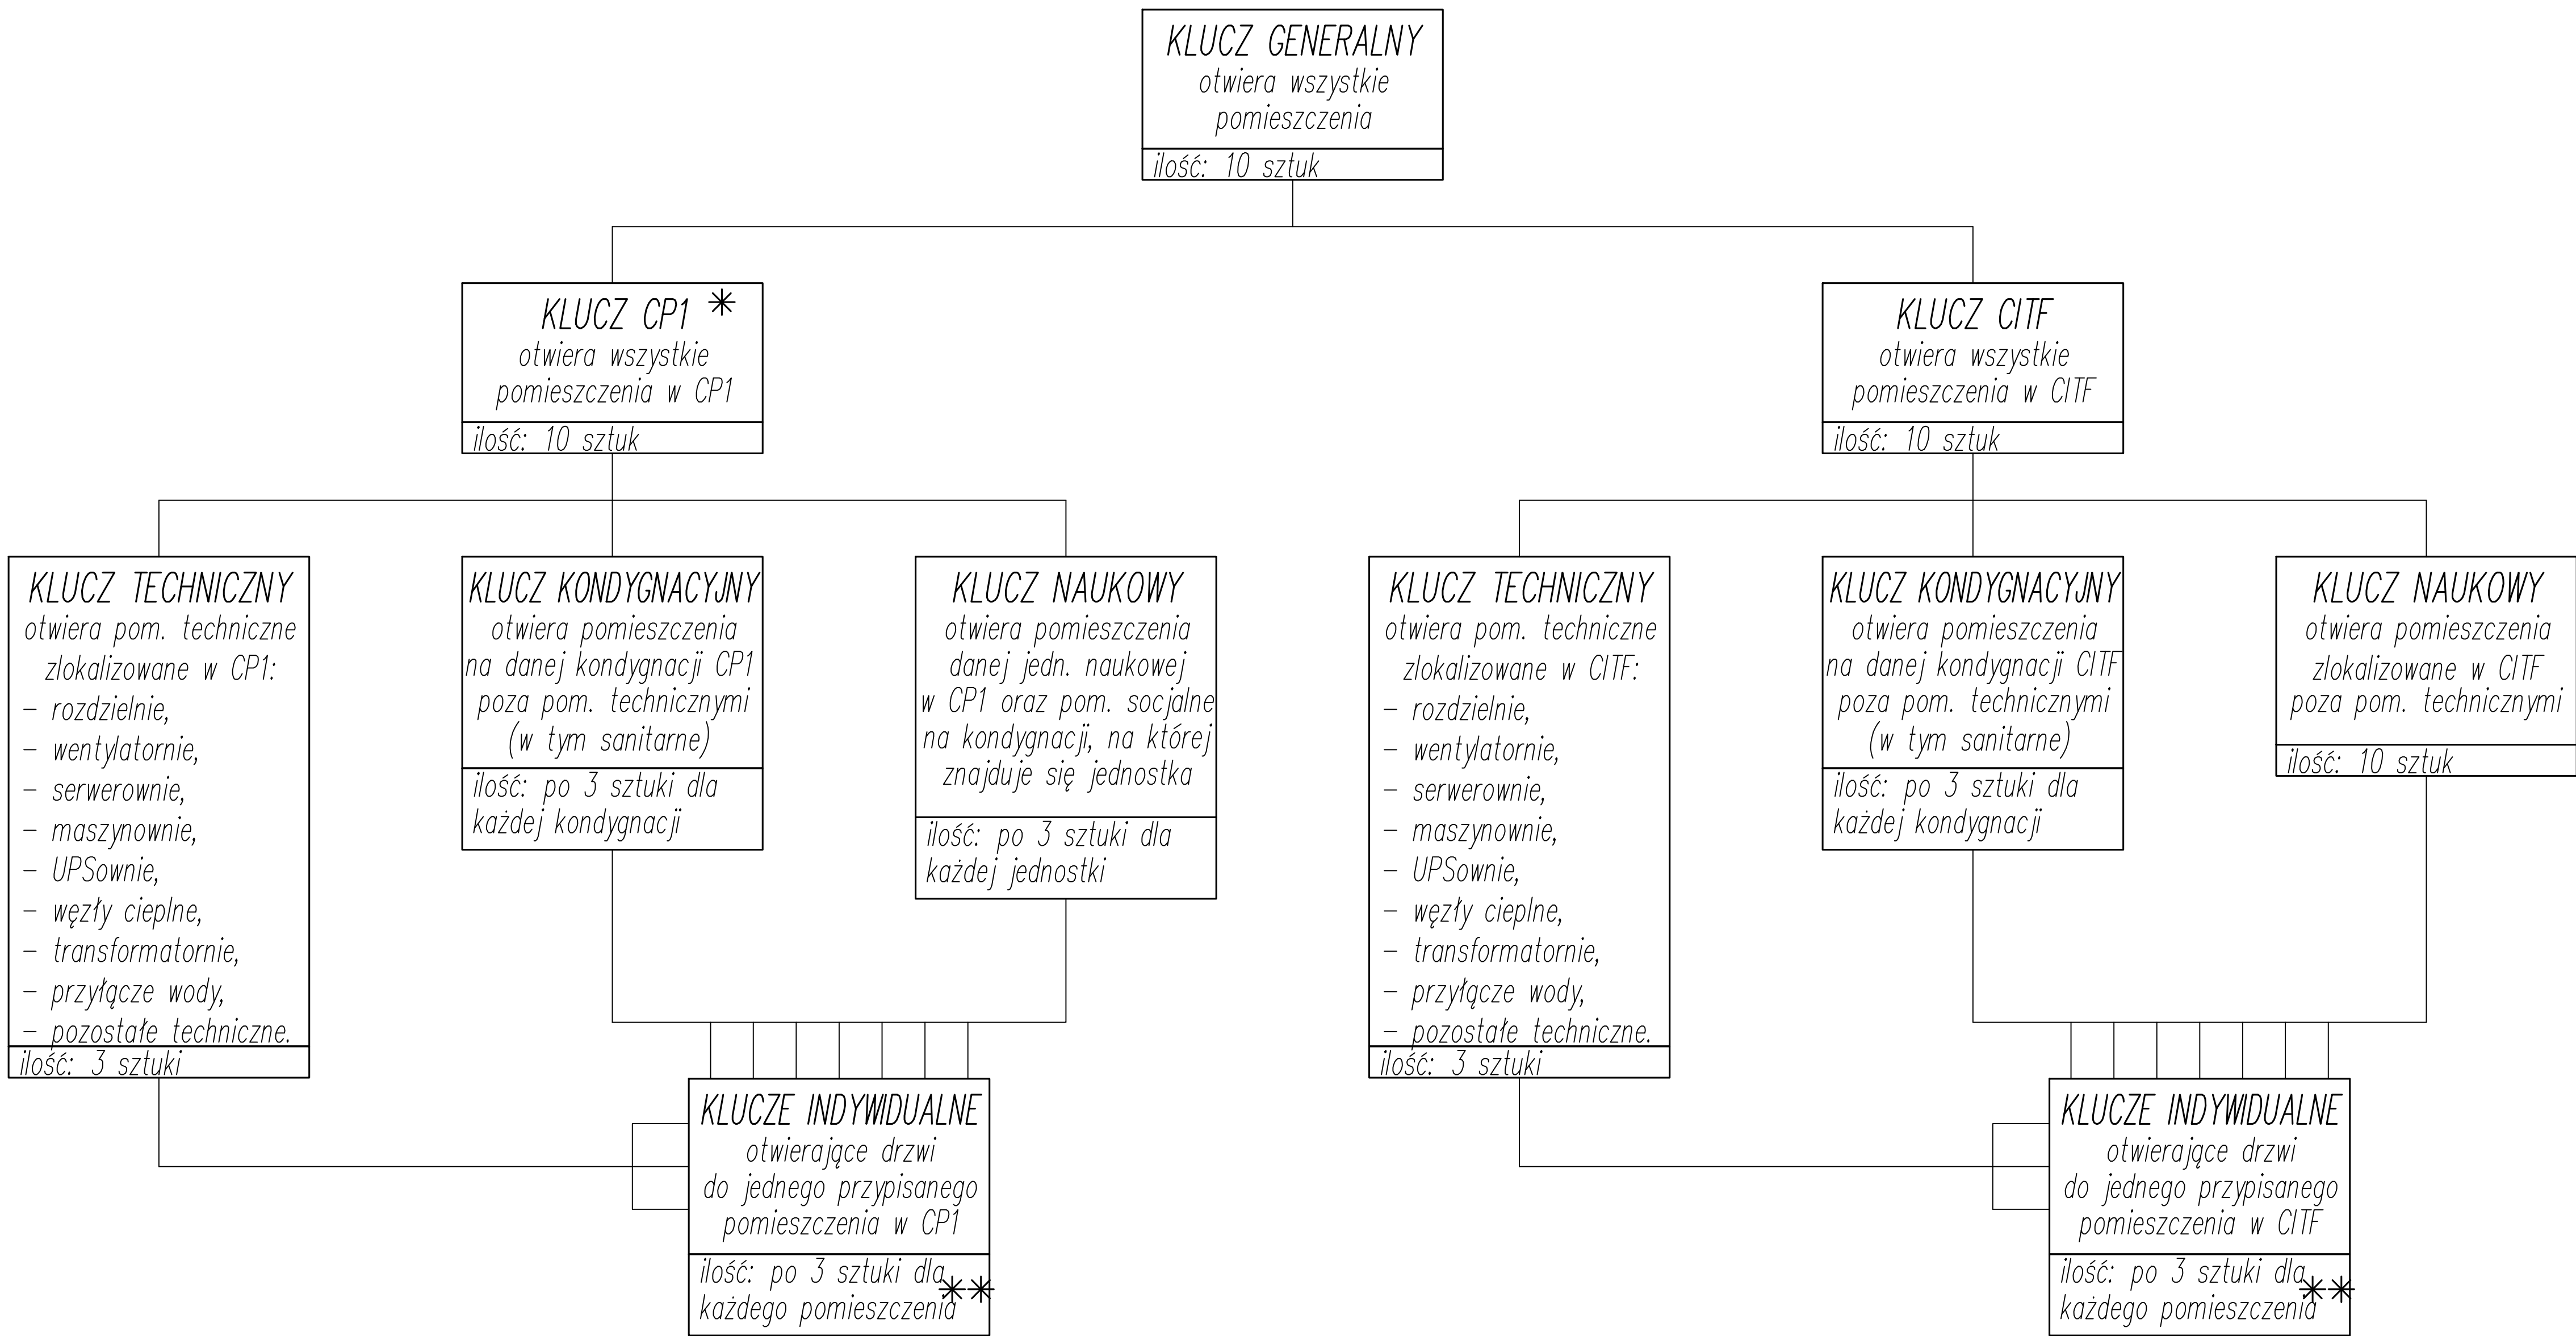 KLUCZ GENERALNY
otwiera wszystkie
pomieszczenia
ilość: 10 sztuk
KLUCZ CP1 *
otwiera wszystkie
pomieszczenia w CP1
ilość: 10 sztuk
KLUCZ CITF
otwiera wszystkie
pomieszczenia w CITF
ilość: 10 sztuk
KLUCZ TECHNICZNY
otwiera pom. techniczne
zlokalizowane w CP1:
- rozdzielnie,
- wentylatornie,
- serwerownie,
- maszynownie,
- UPSownie,
- węzły cieplne,
- transformatornie,
- przyłącze wody,
- pozostałe techniczne.
ilość: 3 sztuki
KLUCZ KONDYGNACYJNY
otwiera pomieszczenia
na danej kondygnacji CP1
poza pom. technicznymi
(w tym sanitarne)
ilość: po 3 sztuki dla
każdej kondygnacji
KLUCZ NAUKOWY
otwiera pomieszczenia
danej jedn. naukowej
w CP1 oraz pom. socjalne
na kondygnacji, na której
znajduje się jednostka
ilość: po 3 sztuki dla
każdej jednostki
KLUCZ TECHNICZNY
otwiera pom. techniczne
zlokalizowane w CITF:
- rozdzielnie,
- wentylatornie,
- serwerownie,
- maszynownie,
- UPSownie,
- węzły cieplne,
- transformatornie,
- przyłącze wody,
- pozostałe techniczne.
ilość: 3 sztuki
KLUCZ KONDYGNACYJNY
otwiera pomieszczenia
na danej kondygnacji CITF
poza pom. technicznymi
(w tym sanitarne)
ilość: po 3 sztuki dla
każdej kondygnacji
KLUCZ NAUKOWY
otwiera pomieszczenia
zlokalizowane w CITF
poza pom. technicznymi
ilość: 10 sztuk
KLUCZE INDYWIDUALNE
otwierające drzwi
do jednego przypisanego
pomieszczenia w CP1
ilość: po 3 sztuki dla
każdego pomieszczenia **
KLUCZE INDYWIDUALNE
otwierające drzwi
do jednego przypisanego
pomieszczenia w CITF
ilość: po 3 sztuki dla
każdego pomieszczenia **